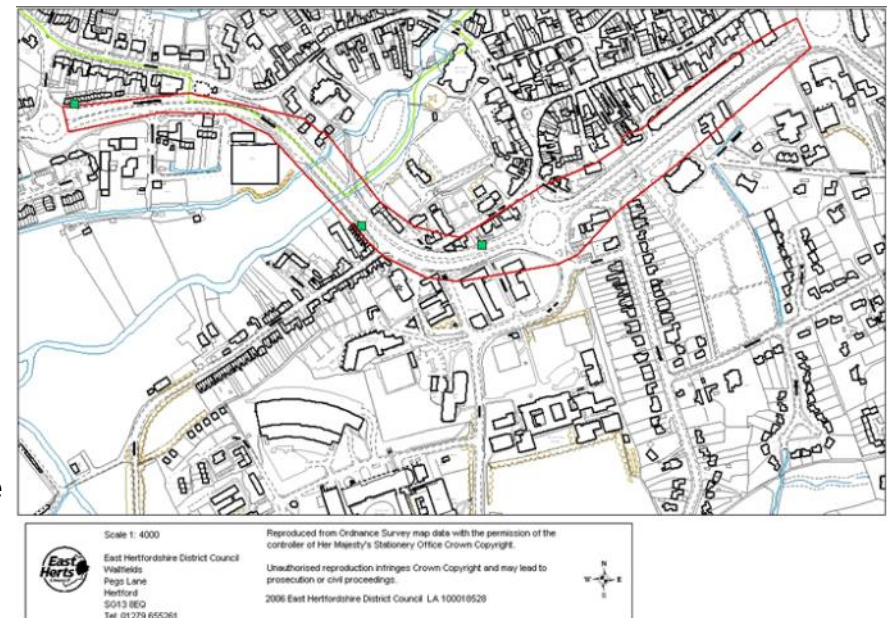 e
Scale 1: 4000
East Hertfordshire District Council
Wallfields
Pegs Lane
Hertford
SG13 8EQ
Tel: 01279 655261
East
Herts
Reproduced from Ordnance Survey map data with the permission of the
controller of Her Majesty's Stationery Office Crown Copyright.
Unauthorised reproduction infringes Crown Copyright and may lead to
prosecution or civil proceedings.
2006 East Hertfordshire District Council LA 100018528
N
W
E
S